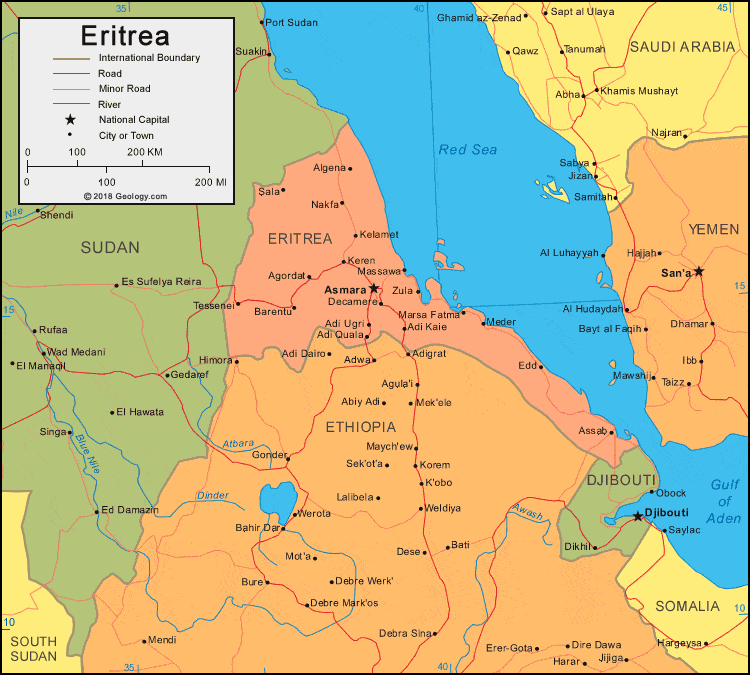 Eritrea
International Boundary
Road
Minor Road
River
National Capital
City or Town
0 100 200 KM
0 100 200 MI
© 2018 Geology.com
35
45
Port Sudan
Suakin
Ghamid az-Zenad
Sapt al Ulaya
Qawz
Tanumah
SAUDI ARABIA
Abha
Khamis Mushayt
Najran
Red Sea
Sabya
Jizan
Samitah
Algena
Sala
Nakfa
Nile
Shendi
ERITREA
Kelamet
SUDAN
YEMEN
Al Luhayyah
Hajjah
Keren
Massawa
San'a
Agordat
Es Sufelya Reira
Asmara
Zula
15
Decamere
Tessenei
Barentu
Marsa Fatma
Meder
Al Hudaydah
15
Adi Ugri
Adi Kaie
Adi Quala
Bayt al Faqih
Dhamar
Rufaa
Wad Medani
El Manaqil
Himora
Adi Dairo
Adwa
Adigrat
Edd
Ibb
Gedaref
Mawshij
Taizz
Agula'i
El Hawata
Abiy Adi
Mek'ele
ETHIOPIA
Singa
Blue Nile
Assab
Atbara
Maych'ew
Gonder
Sek'ot'a
Korem
K'obo
DJIBOUTI
Gulf
of
Aden
Dinder
Lalibela
Obock
Ed Damazin
Werota
Weldiya
Awash
Djibouti
Bahir Dar
Saylac
Mot'a
Dese
Bati
Dikhil
Bure
Debre Werk'
Debre Mark'os
SOMALIA
10
10
SOUTH
SUDAN
Mendi
Debra Sina
Erer-Gota
Dire Dawa
Hargeysa
Harar
Jijiga
35
40